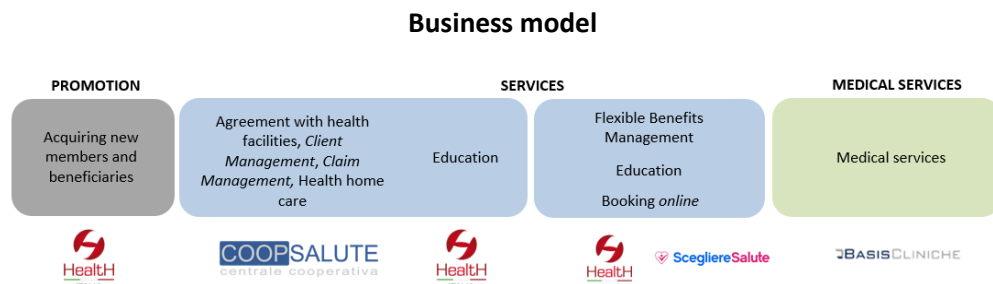 Business model
PROMOTION
SERVICES
MEDICAL SERVICES
Acquiring new
members and
beneficiaries
Agreement with health
facilities, Client
Management, Claim
Management, Health home
care
Education
Flexible Benefits
Management
Education
Booking online
Medical services
HealtH
COOPSALUTE
centrale cooperativa
HealtH
HealtH
ScegliereSalute
BASISCLINICHE